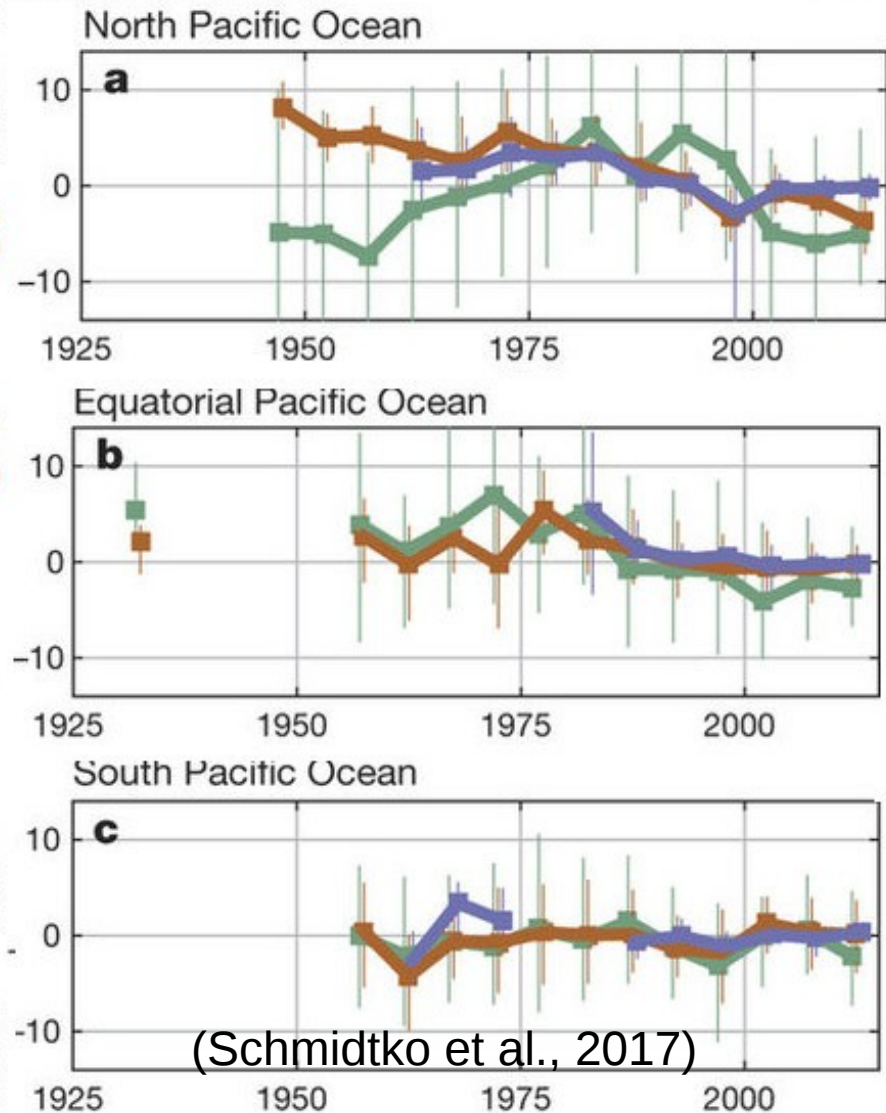 North Pacific Ocean
a
10
0
−10
1925 1950 1975 2000
Equatorial Pacific Ocean
b
10
0
−10
1925 1950 1975 2000
South Pacific Ocean
c
10
0
-10
(Schmidtko et al., 2017)
1925 1950 1975 2000